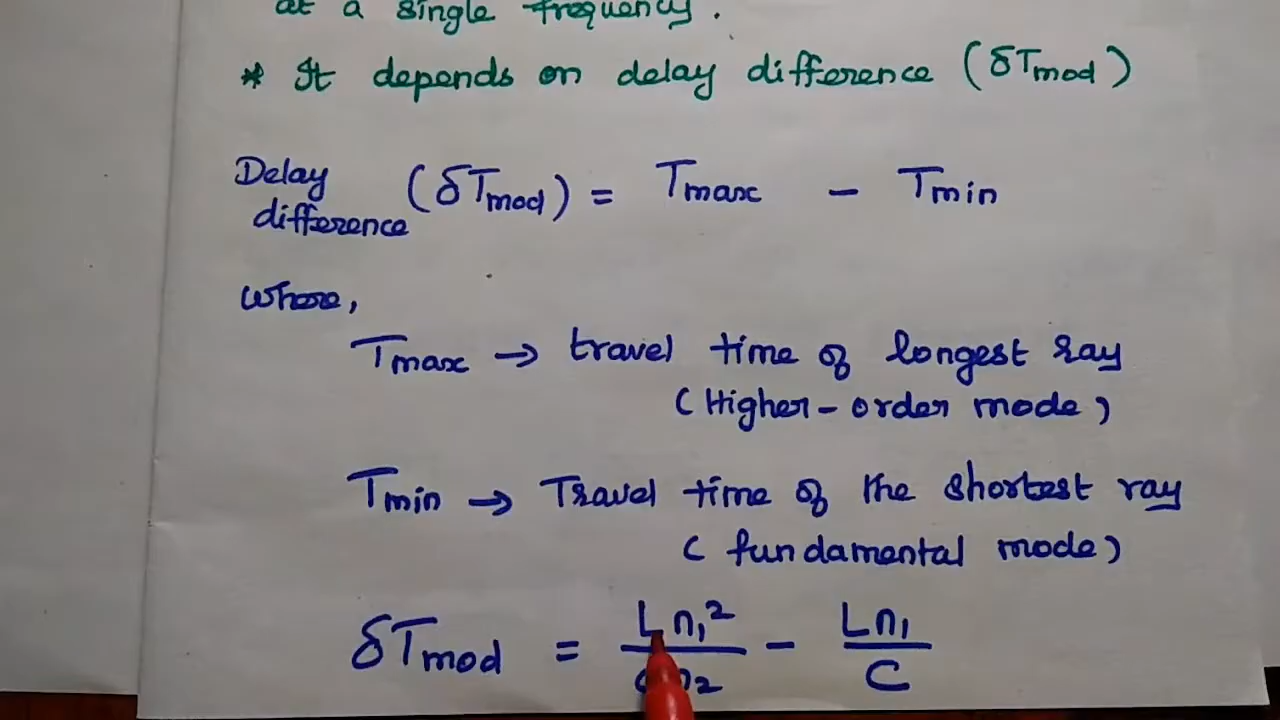 at a single frequency.
* It depends on delay difference (δTmod)
Delay difference (δTmod) = Tmax - Tmin
where,
Tmax → travel time of longest ray
(Higher-order mode)
Tmin → Travel time of the shortest ray
(fundamental mode)
δTmod = Ln₁²/cn₂ - Ln₁/C